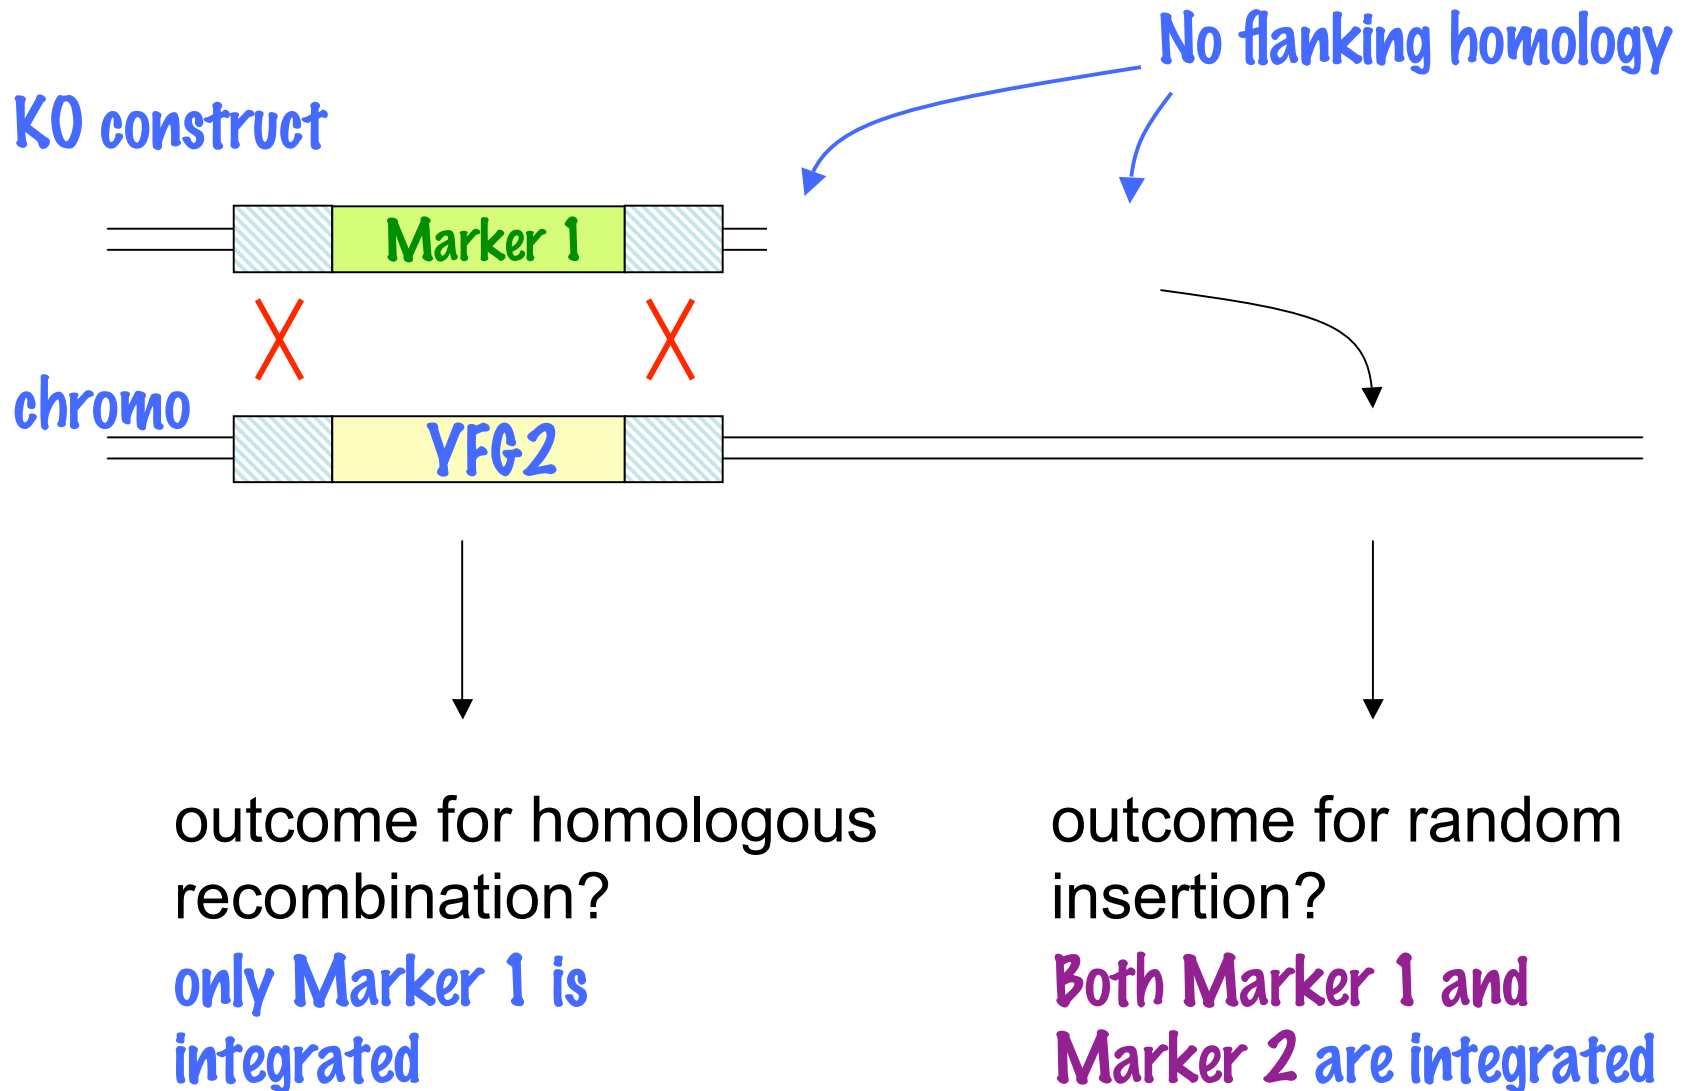 No flanking homology
KO construct
Marker 1
chromo
YFG2
outcome for homologous
recombination?
only Marker 1 is
integrated
outcome for random
insertion?
Both Marker 1 and
Marker 2 are integrated